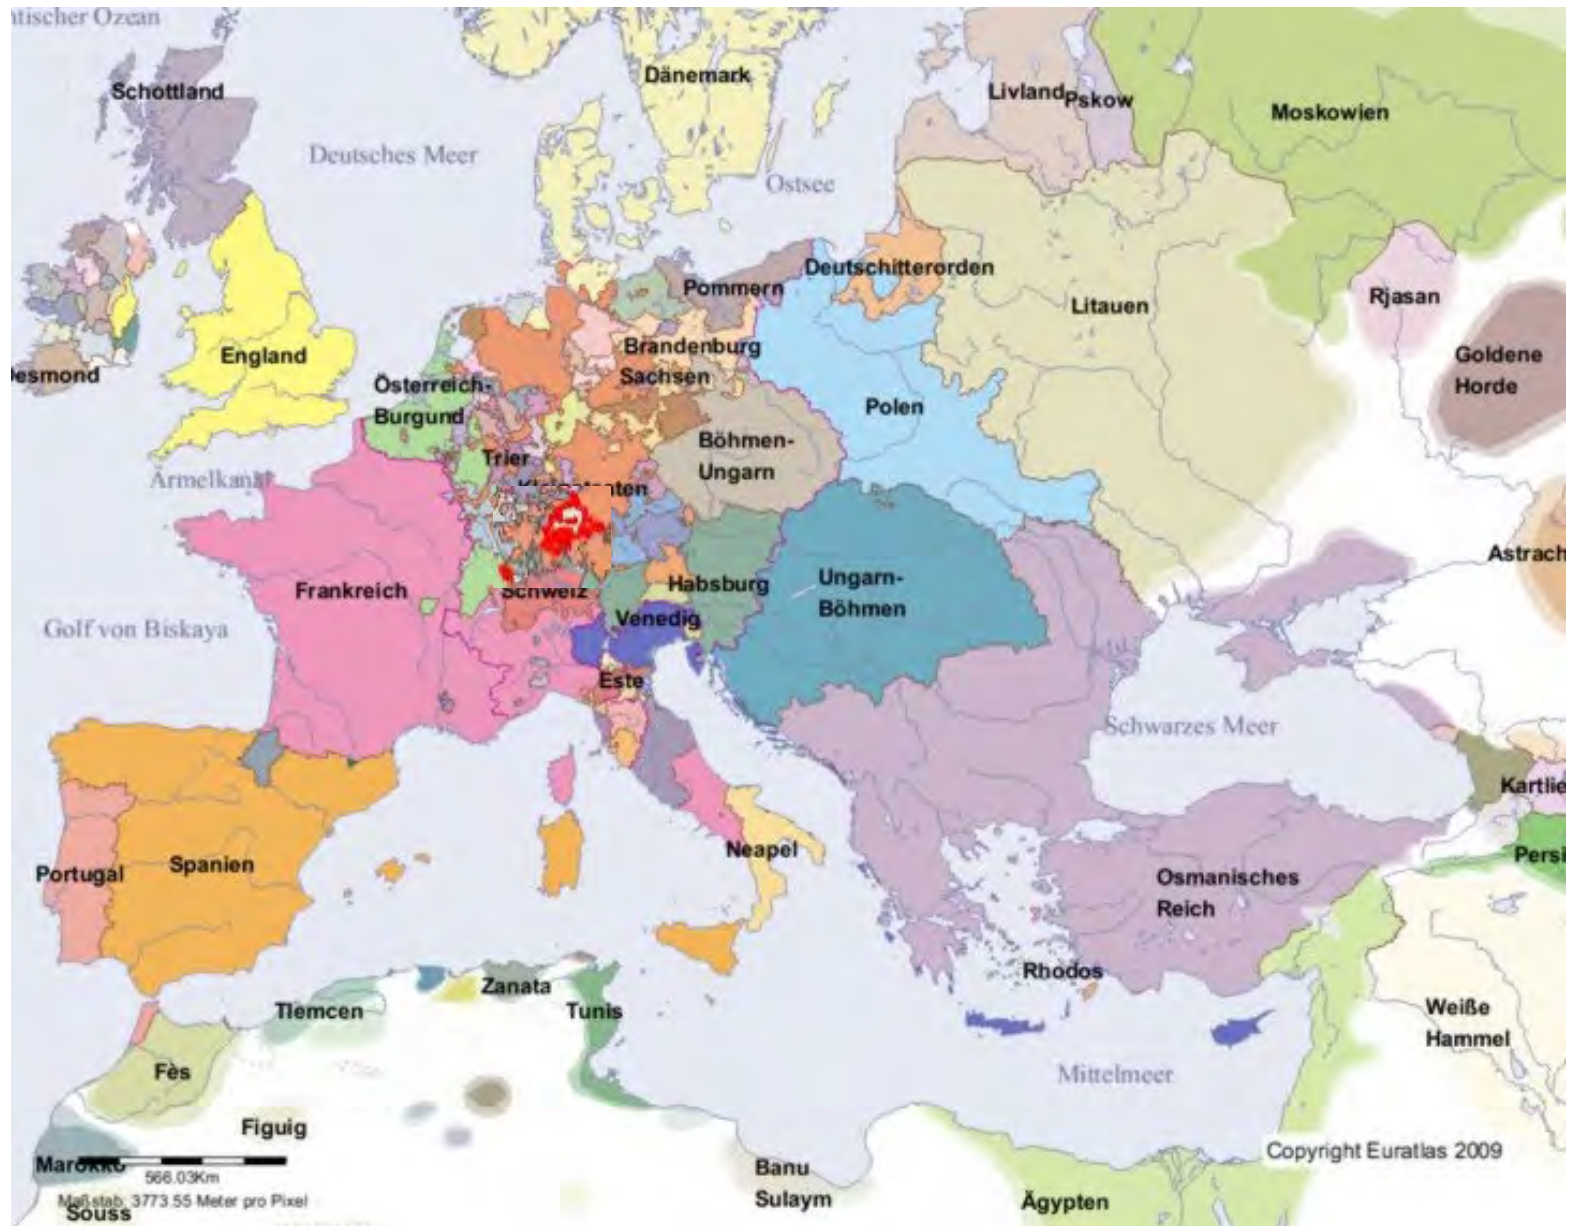 ntischer Ozean
Schottland
Dänemark
Livland
Pskow
Moskowien
Deutsches Meer
Ostsee
Deutschitterorden
Pommern
Litauen
Rjasan
England
Brandenburg
Sachsen
Goldene
Horde
esmond
Österreich-
Burgund
Polen
Böhmen-
Ungarn
Trier
Ärmelkanal
Astrach
Frankreich
Schweiz
Habsburg
Ungarn-
Böhmen
Golf von Biskaya
Venedig
Este
Schwarzes Meer
Kartlie
Portugal
Spanien
Neapel
Persi
Osmanisches
Reich
Rhodos
Tlemcen
Zanata
Tunis
Weiße
Hammel
Fès
Mittelmeer
Figuig
Copyright Euratlas 2009
Marokko
566.03Km
Banu
Sulaym
Maßstab, 3773.55 Meter pro Pixel
Souss
Ägypten